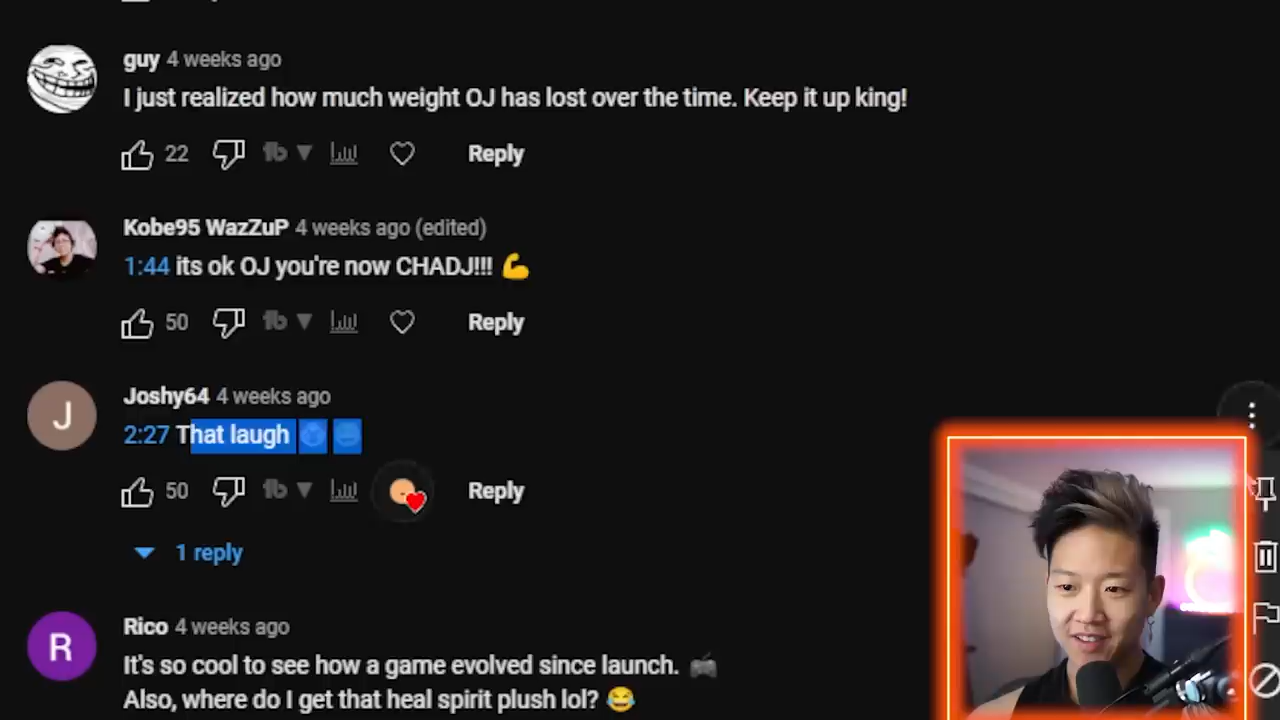 guy 4 weeks ago
I just realized how much weight OJ has lost over the time. Keep it up king!
22 tb Reply
Kobe95 WazZuP 4 weeks ago (edited)
1:44 its ok OJ you're now CHADJ!!! 💪
50 tb Reply
J
Joshy64 4 weeks ago
2:27 That laugh
50 tb Reply
1 reply
R
Rico 4 weeks ago
It's so cool to see how a game evolved since launch. 🎮
Also, where do I get that heal spirit plush lol? 😂